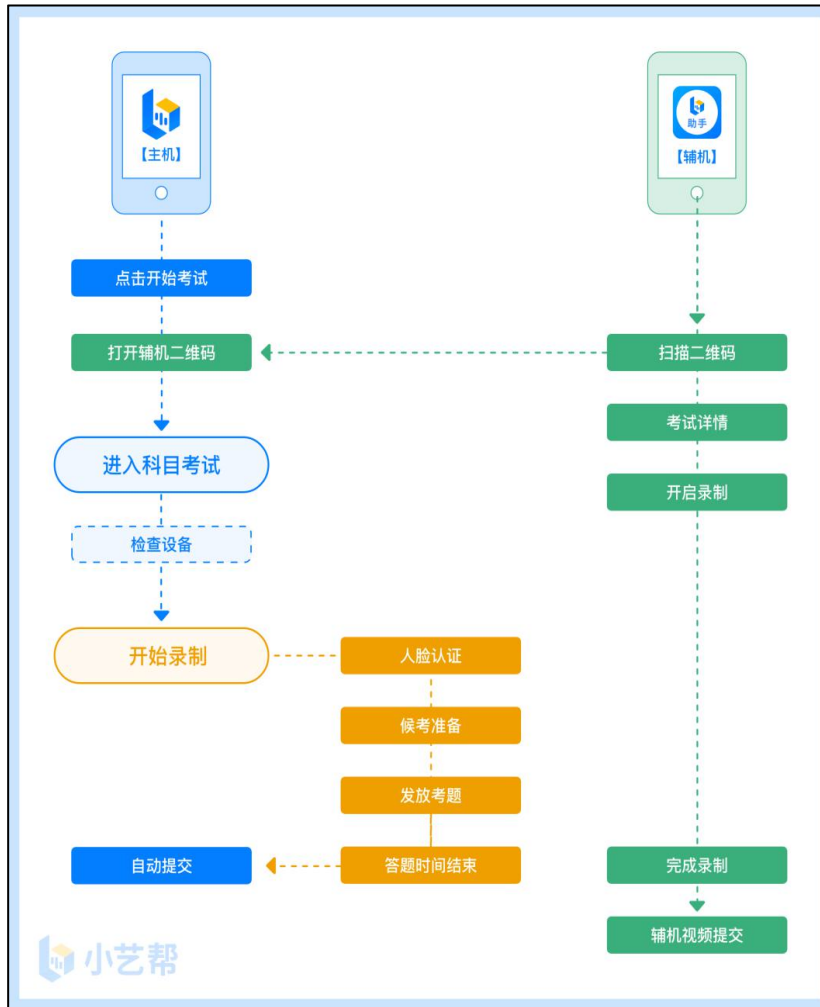 【主机】
助手
【辅机】
点击开始考试
打开辅机二维码
扫描二维码
考试详情
进入科目考试
开启录制
检查设备
开始录制
人脸认证
候考准备
发放考题
自动提交
答题时间结束
完成录制
辅机视频提交
小艺帮